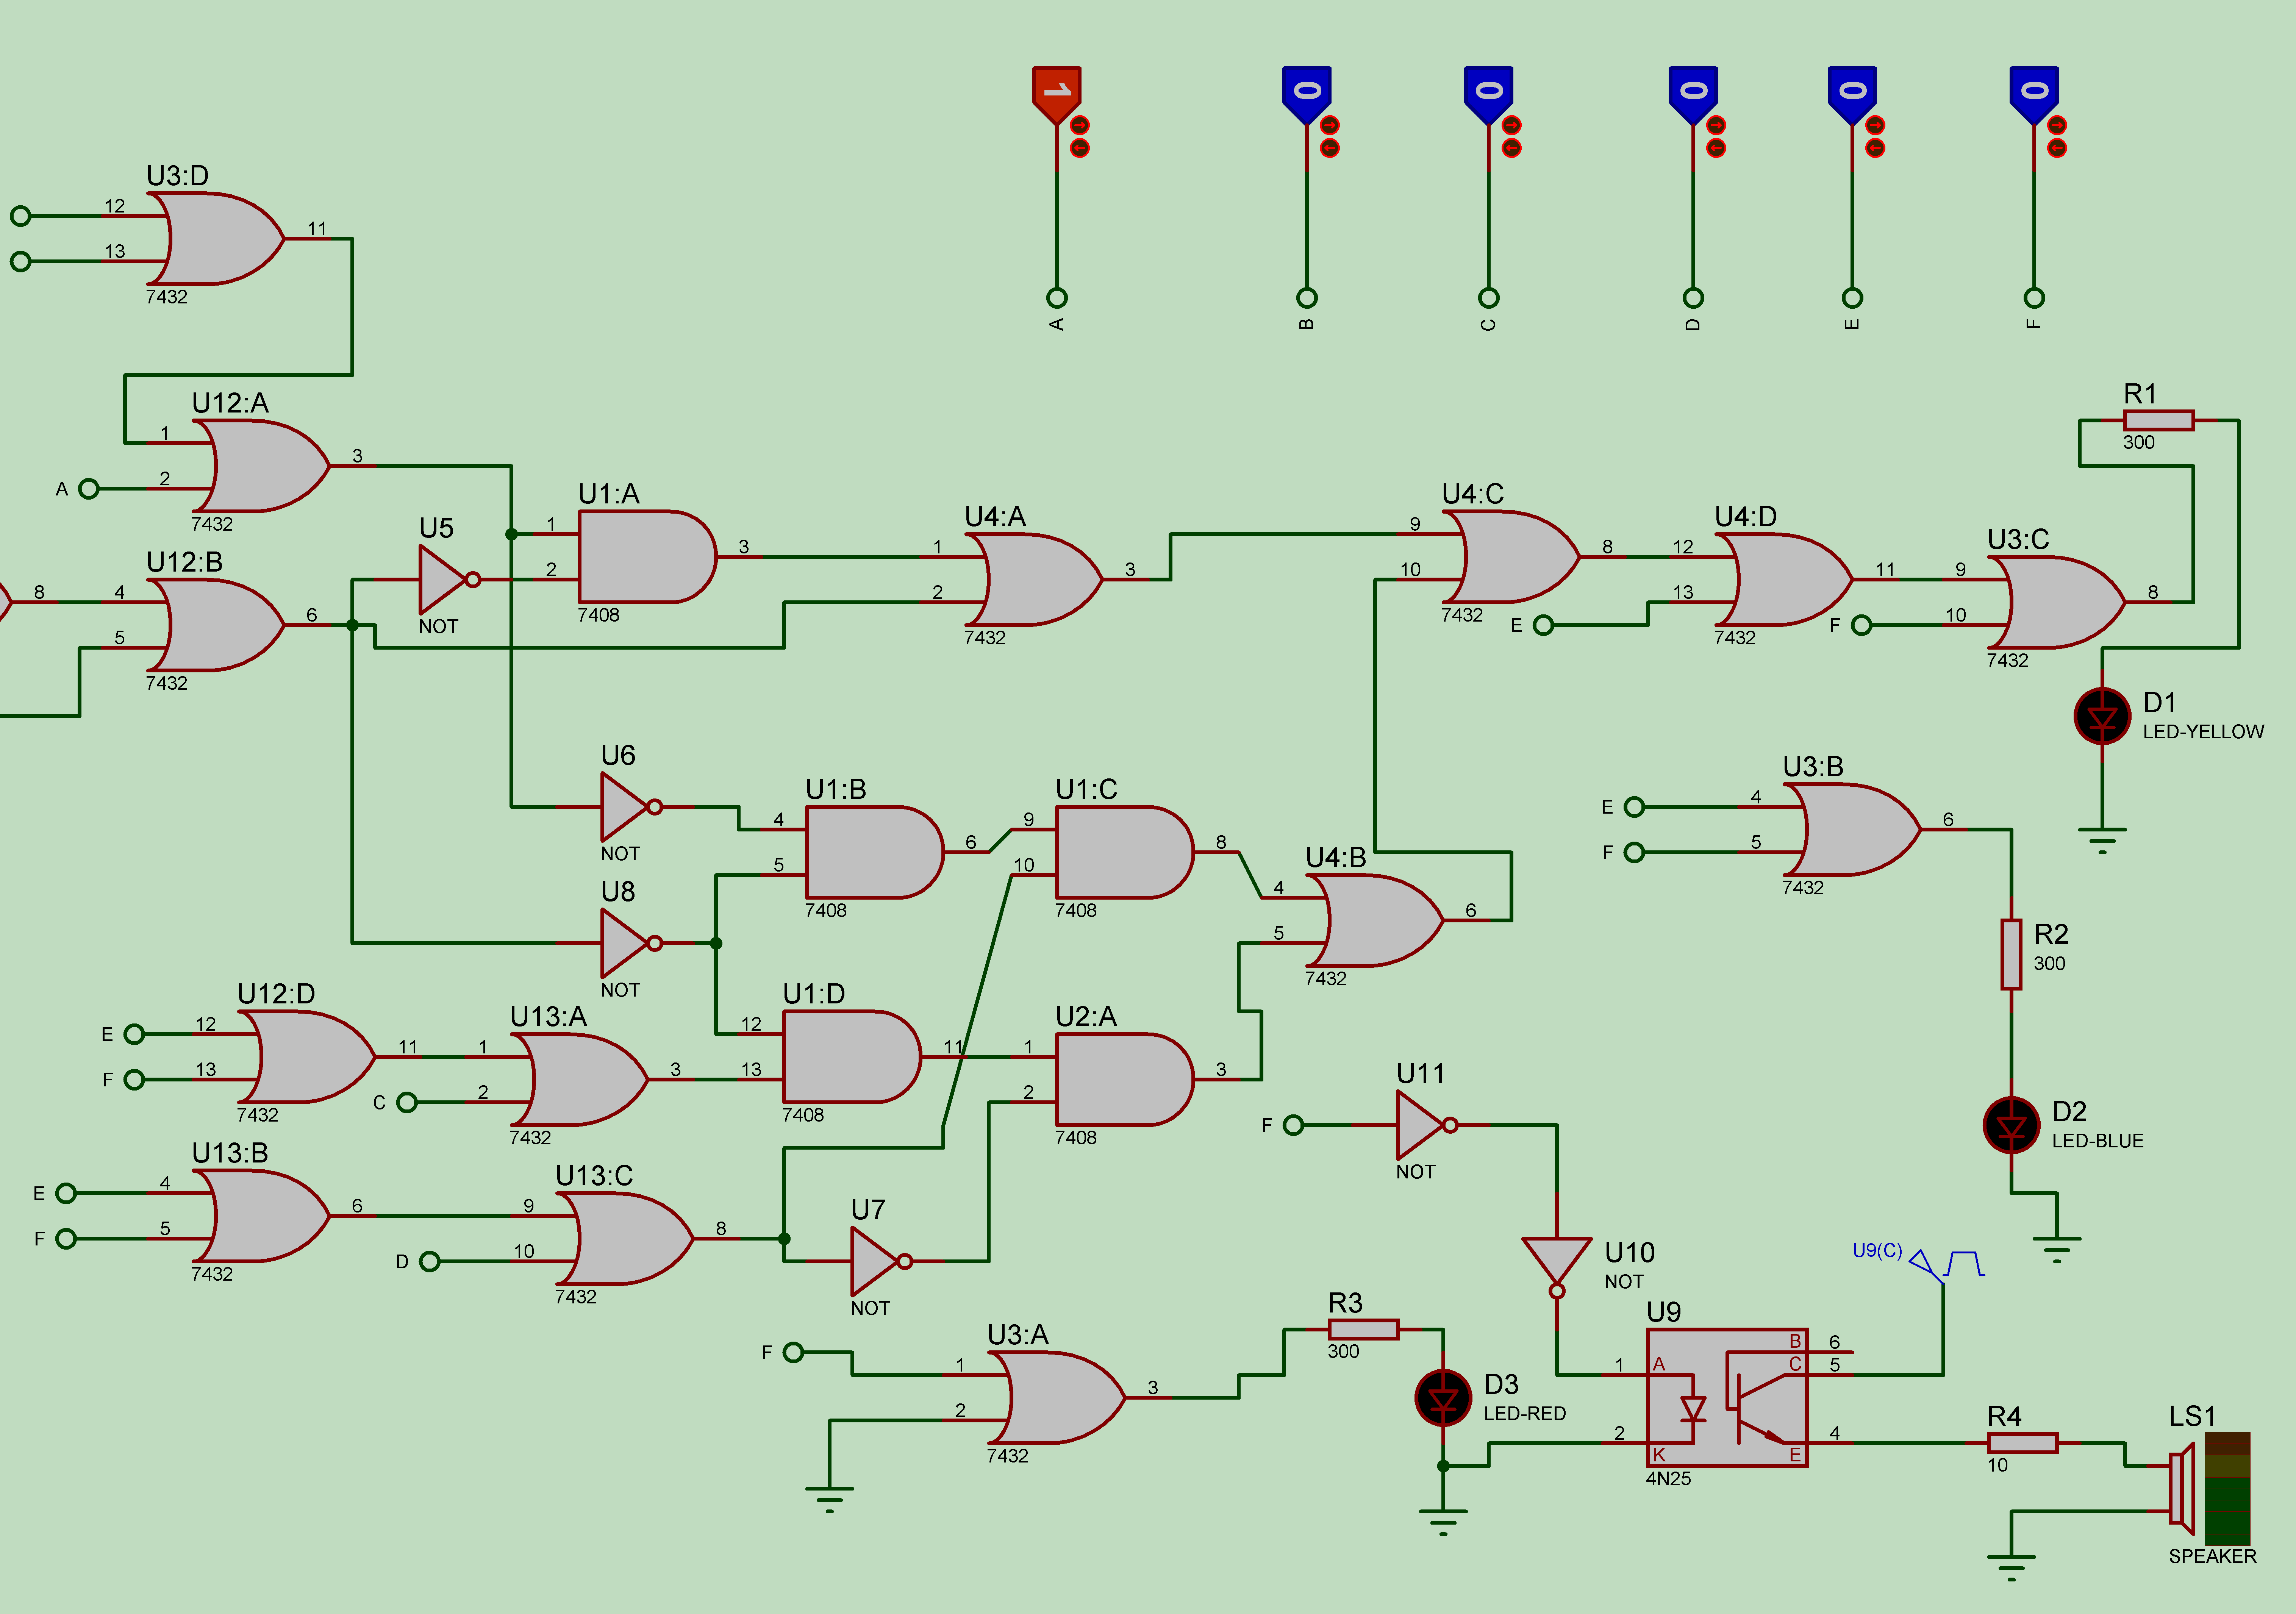 1 0 0 0 0 0
A B C D E F
U3:D
12
13
11
7432
U12:A
1
A 2
3
7432
U12:B
8 4
5
6
7432
U5
NOT
U1:A
1
2
3
7408
U4:A
1
2
3
7432
U4:C
9
10
8
7432
U4:D
12
E 13
11
7432
U3:C
9
F 10
8
7432
R1
300
D1
LED-YELLOW
U6
NOT
U8
NOT
U1:B
4
5
6
7408
U1:C
9
10
8
7408
U4:B
4
5
6
7432
U3:B
E 4
F 5
6
7432
R2
300
D2
LED-BLUE
U12:D
E 12
F 13
11
7432
U13:A
1
C 2
3
7432
U1:D
12
13
11
7408
U2:A
1
2
3
7408
U13:B
E 4
F 5
6
7432
U13:C
9
D 10
8
7432
U7
NOT
U11
F
NOT
U10
NOT
U9(C)
U9
1 A
2 K
B 6
C 5
E 4
4N25
U3:A
F 1
2
3
7432
R3
300
D3
LED-RED
R4
10
LS1
SPEAKER